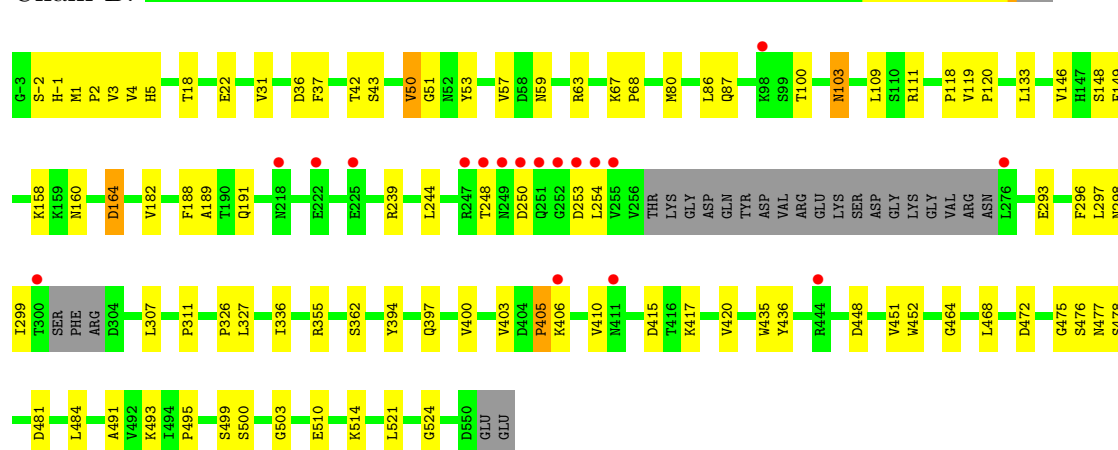 G-3 S-2 H-1 M1 P2 V3 V4 H5 T18 E22 V31 D36 F37 T42 S43 V50 G51 N52 Y53 V57 D58 N59 R63 K67 P68 M80 L86 Q87 K98 S99 T100 N103 L109 S110 R111 P118 V119 P120 L133 V146 H147 S148
K158 K159 N160 D164 V182 F188 A189 T190 Q191 N218 E222 E225 R239 L244 R247 T248 N249 D250 Q251 G252 D253 L254 V255 V256 THR LYS GLY ASP GLN TYR ASP VAL ARG GLU LYS SER ASP GLY LYS GLY VAL ARG ASN L276 E293 F296 L297 N298
I299 T300 SER PHE ARG D304 L307 P311 P326 L327 I336 R355 S362 Y394 Q397 V400 V403 D404 P405 K406 V410 N411 D415 T416 K417 V420 W435 Y436 R444 D448 V451 W452 G464 L468 D472 G475 S476 N477 S478
D481 L484 A491 V492 K493 I494 P495 S499 S500 G503 E510 K514 L521 G524 D550 GLU GLU